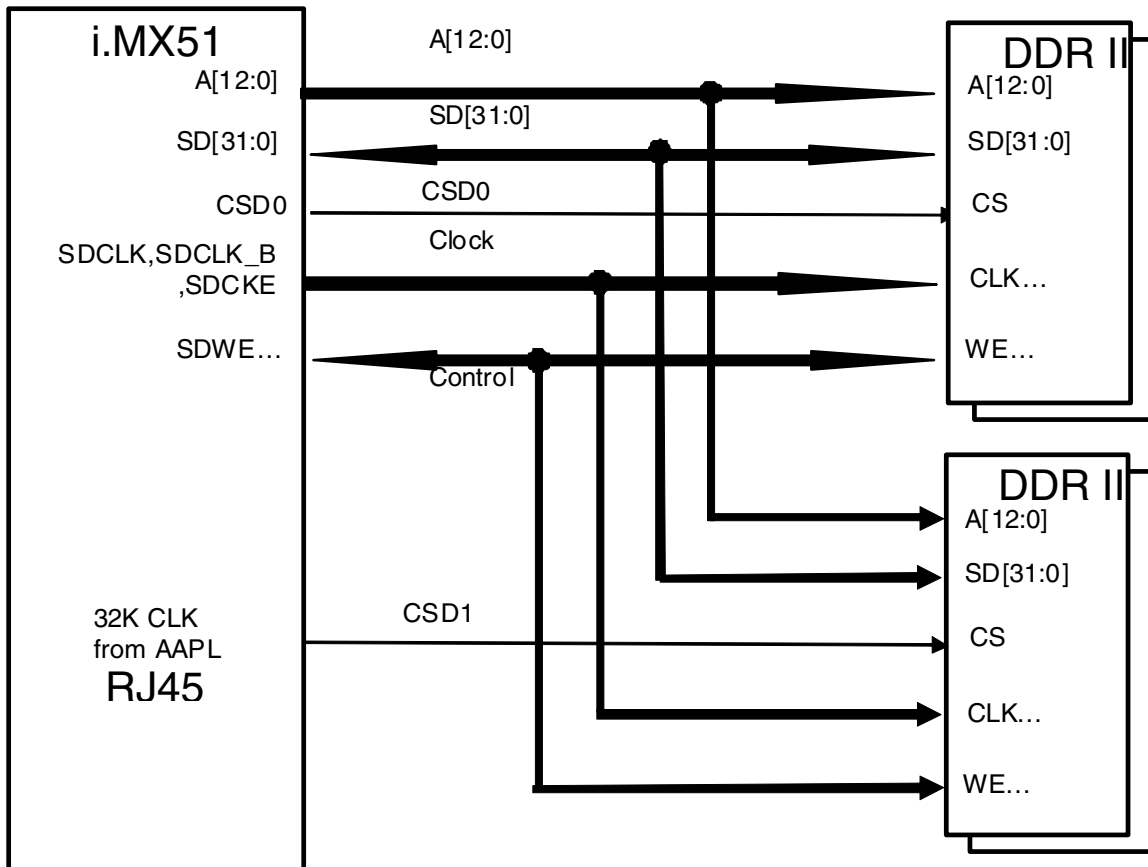 i.MX51
A[12:0]
SD[31:0]
CSD0
SDCLK,SDCLK_B
,SDCKE
SDWE...
32K CLK
from AAPL
RJ45
A[12:0]
SD[31:0]
CSD0
Clock
Control
CSD1
DDR II
A[12:0]
SD[31:0]
CS
CLK...
WE...
DDR II
A[12:0]
SD[31:0]
CS
CLK...
WE...